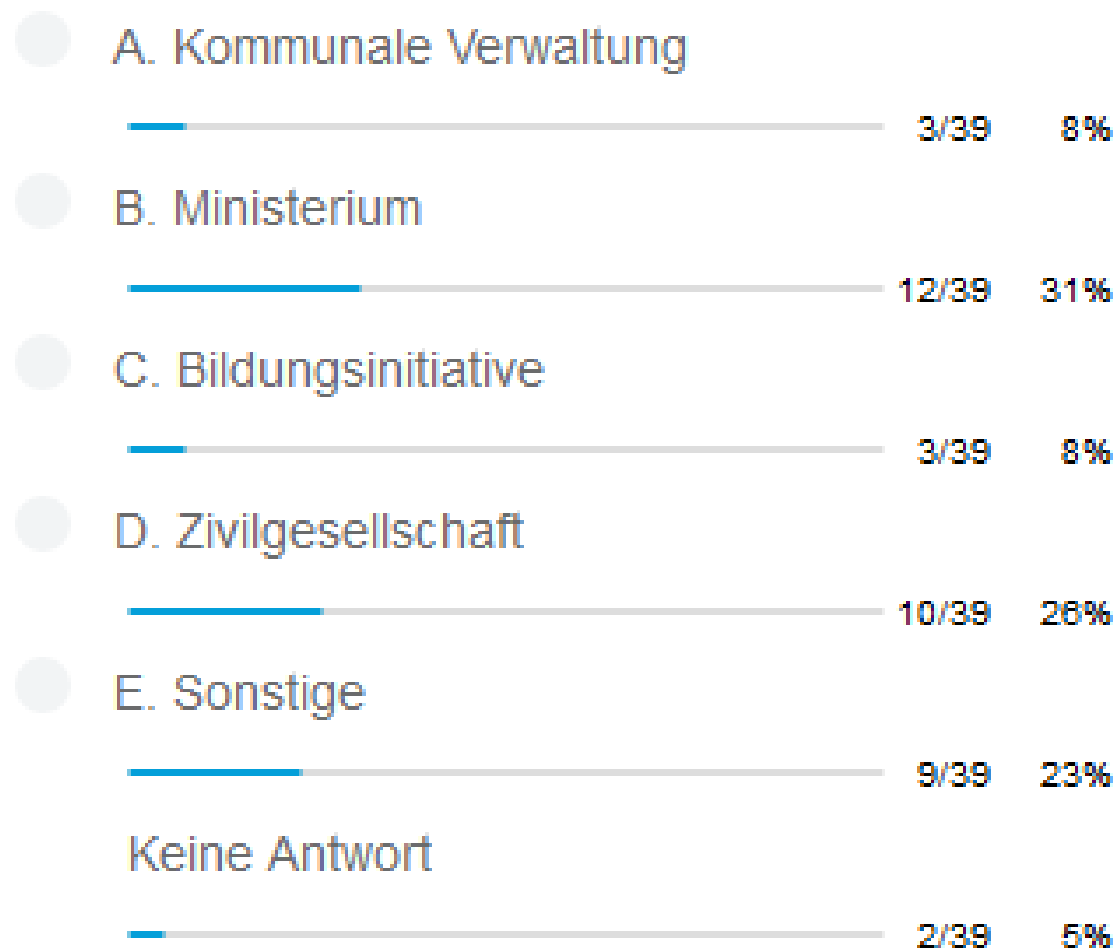 A. Kommunale Verwaltung
3/39 8%
B. Ministerium
12/39 31%
C. Bildungsinitiative
3/39 8%
D. Zivilgesellschaft
10/39 26%
E. Sonstige
9/39 23%
Keine Antwort
2/39 5%